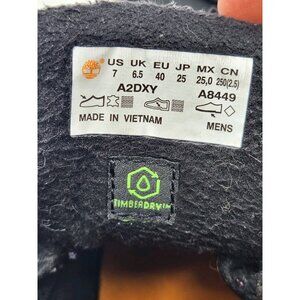 US UK EU JP MX CN
7 6.5 40 25 25,0 250(2.5)
A2DXY A8449
MADE IN VIETNAM MENS
TIMBERDRY™